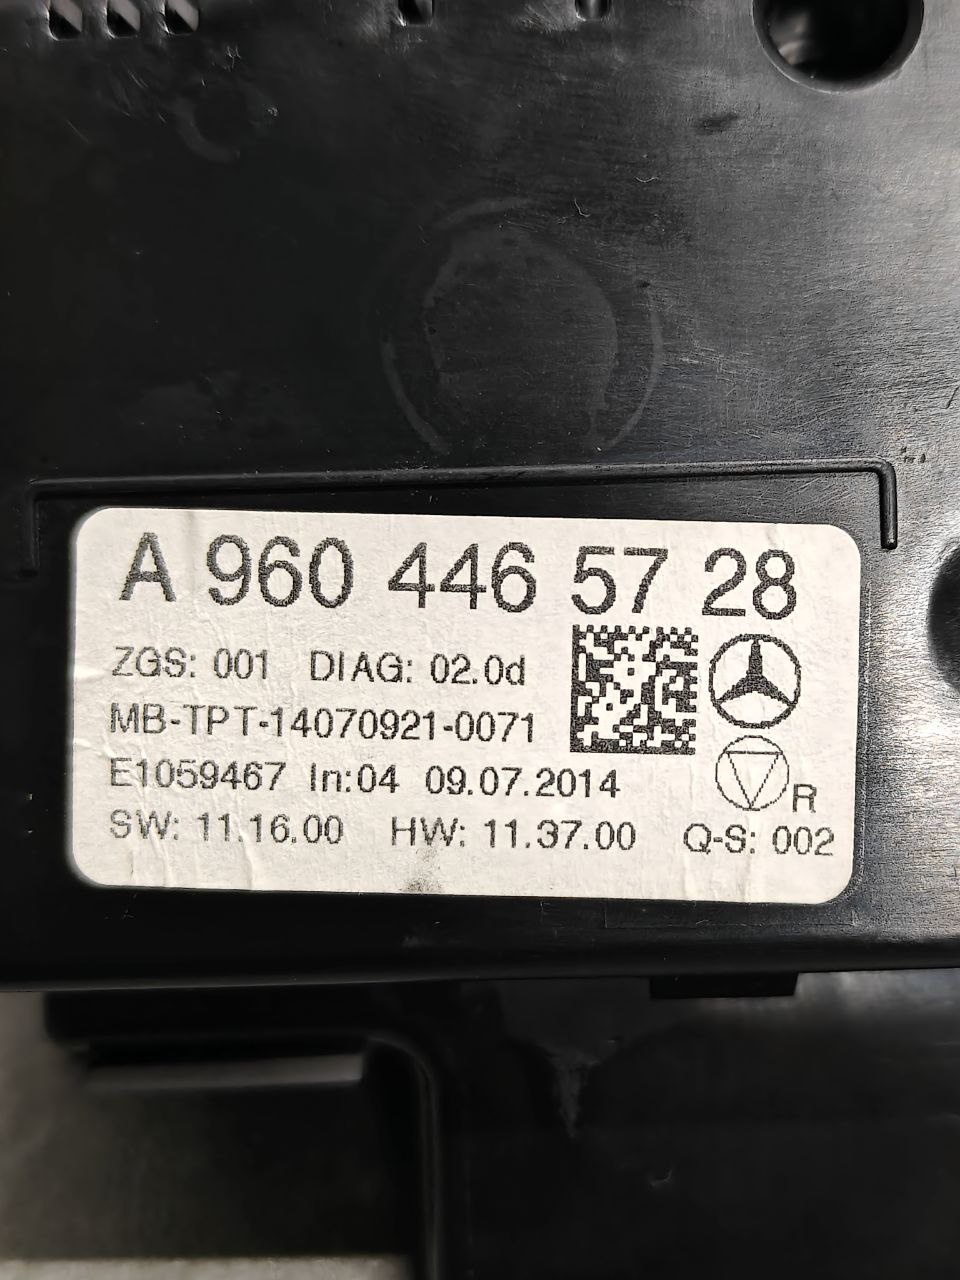 A 960 446 57 28
ZGS: 001 DIAG: 02.0d
MB-TPT-14070921-0071
E1059467 In:04 09.07.2014
R
SW: 11.16.00 HW: 11.37.00 Q-S: 002